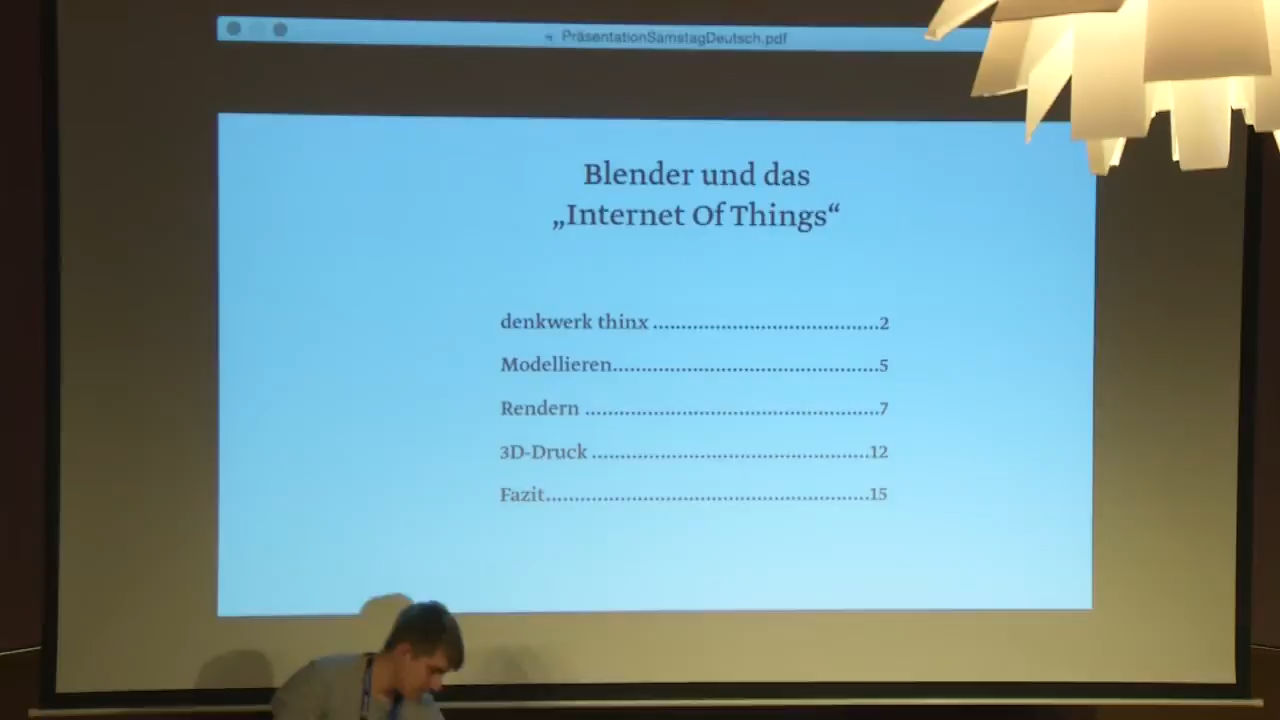 PräsentationSamstagDeutsch.pdf
Blender und das
„Internet Of Things“
denkwerk thinx ........................................2
Modellieren...............................................5
Rendern ....................................................7
3D-Druck .................................................12
Fazit.........................................................15